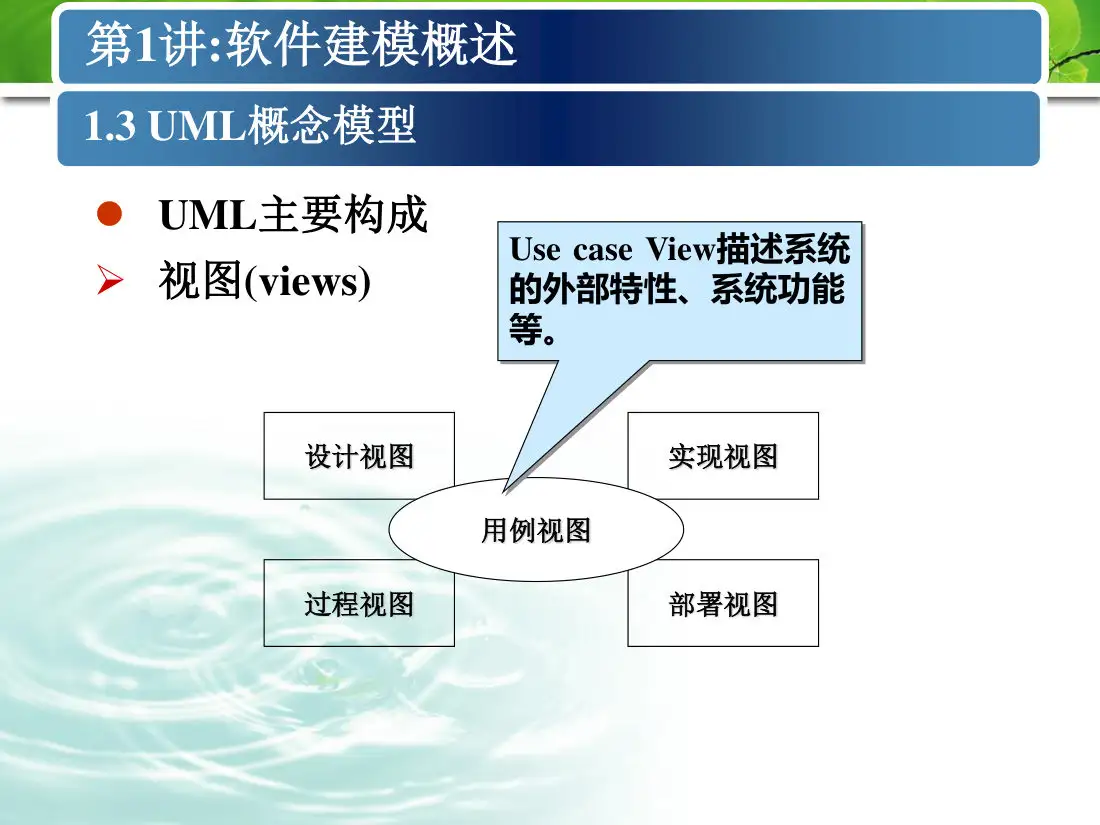 第1讲:软件建模概述
1.3 UML概念模型
UML主要构成
视图(views)
Use case View描述系统
的外部特性、系统功能
等。
设计视图
实现视图
用例视图
过程视图
部署视图